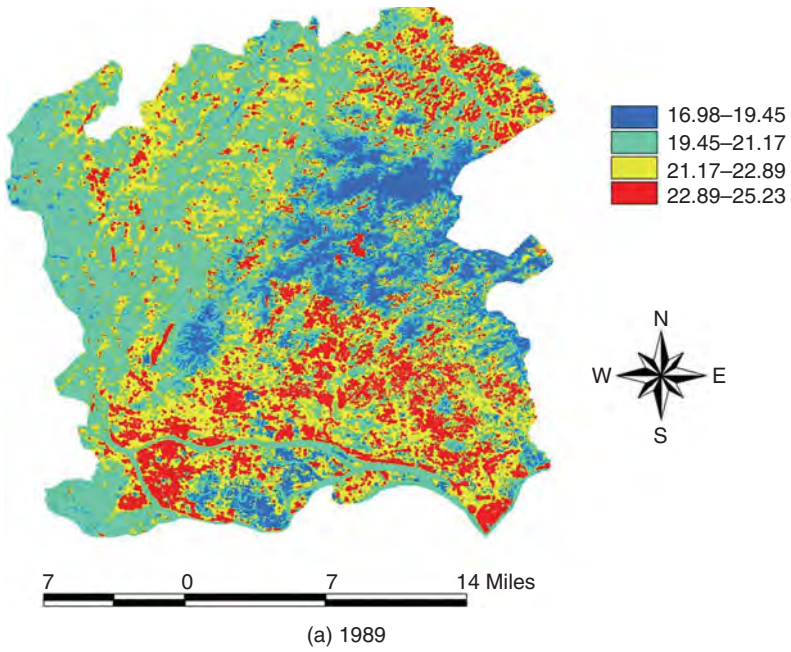 16.98–19.45
19.45–21.17
21.17–22.89
22.89–25.23
N
W E
S
7 0 7 14 Miles
(a) 1989